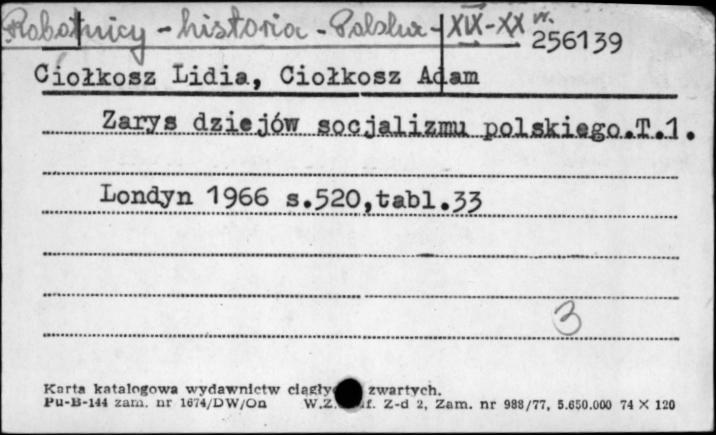 Robotnicy - historia - Polska - XIX-XX w.
256139
Ciołkosz Lidia, Ciołkosz Adam
Zarys dziejów socjalizmu polskiego.T.1.
Londyn 1966 s.520,tabl.33
3
Karta katalogowa wydawnictw ciągły zwartych.
Pu-B-144 zam. nr 1674/DW/On W.Z. f. Z-d 2, Zam. nr 988/77, 5.650.000 74 X 120